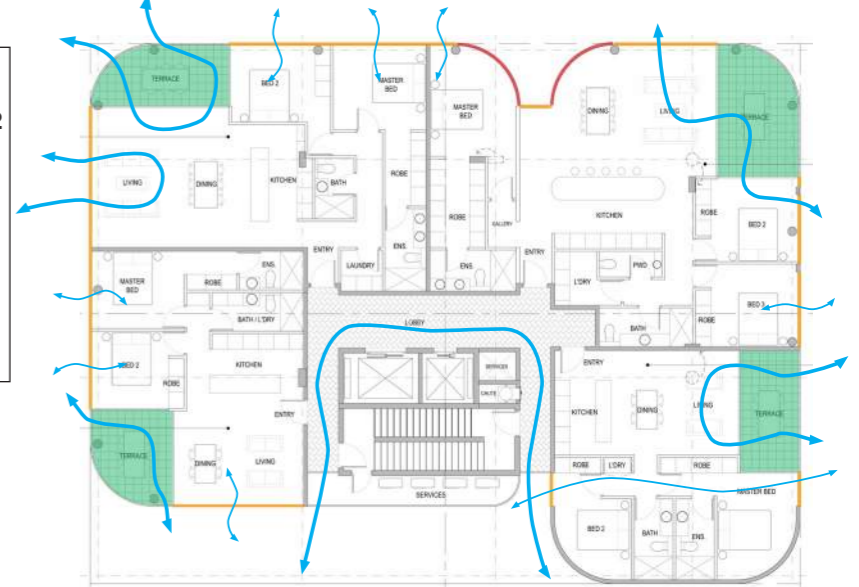 2
TERRACE
BED 2
MASTER
BED
MASTER
BED
DINING
LIVING
TERRACE
LIVING
DINING
KITCHEN
BATH
ROBE
ROBE
GALLERY
KITCHEN
ROBE
BED 2
ENTRY
LAUNDRY
ENS.
ENS.
ENTRY
L'DRY
PWD
BED 3
ROBE
BATH
MASTER
BED
ROBE
ENS.
BATH / L'DRY
LOBBY
BED 2
ROBE
KITCHEN
ENTRY
SERVICES
ENTRY
KITCHEN
DINING
LIVING
TERRACE
TERRACE
DINING
LIVING
SERVICES
ROBE
L'DRY
ROBE
BED 2
BATH
ENS.
MASTER BED